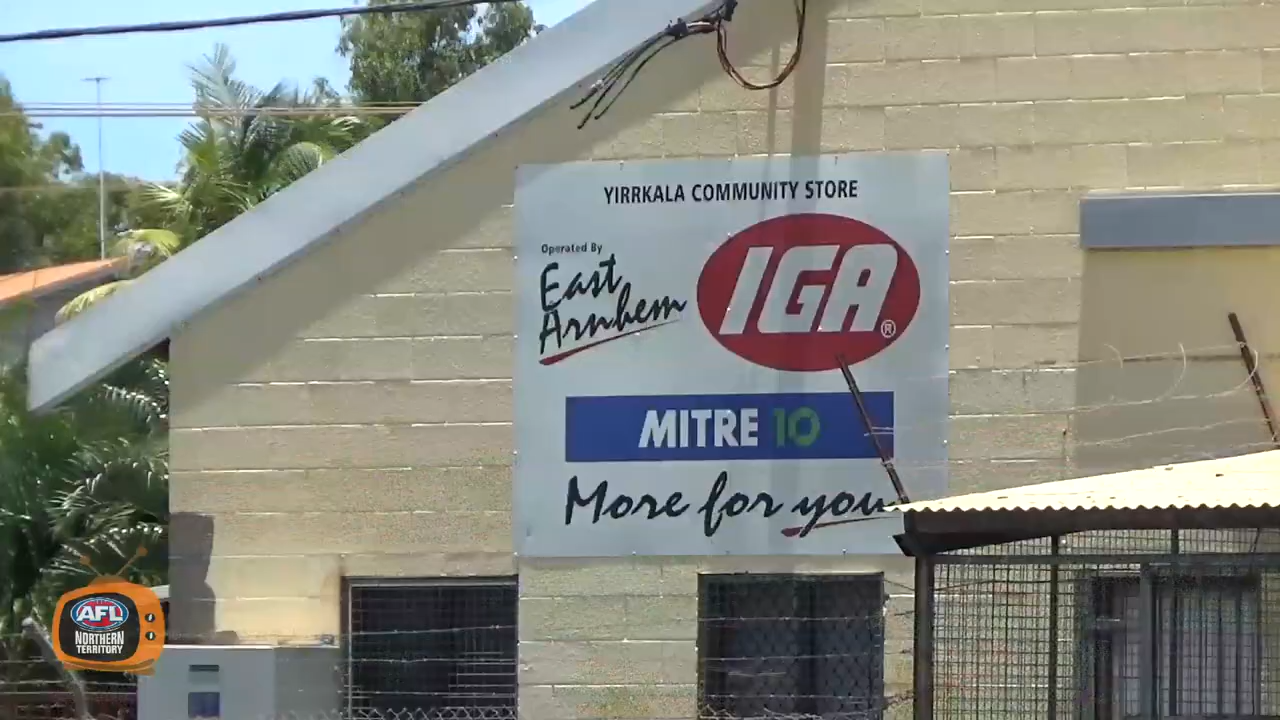 YIRRKALA COMMUNITY STORE
Operated By
East
Arnhem
IGA®
MITRE 10
More for you
AFL
NORTHERN
TERRITORY